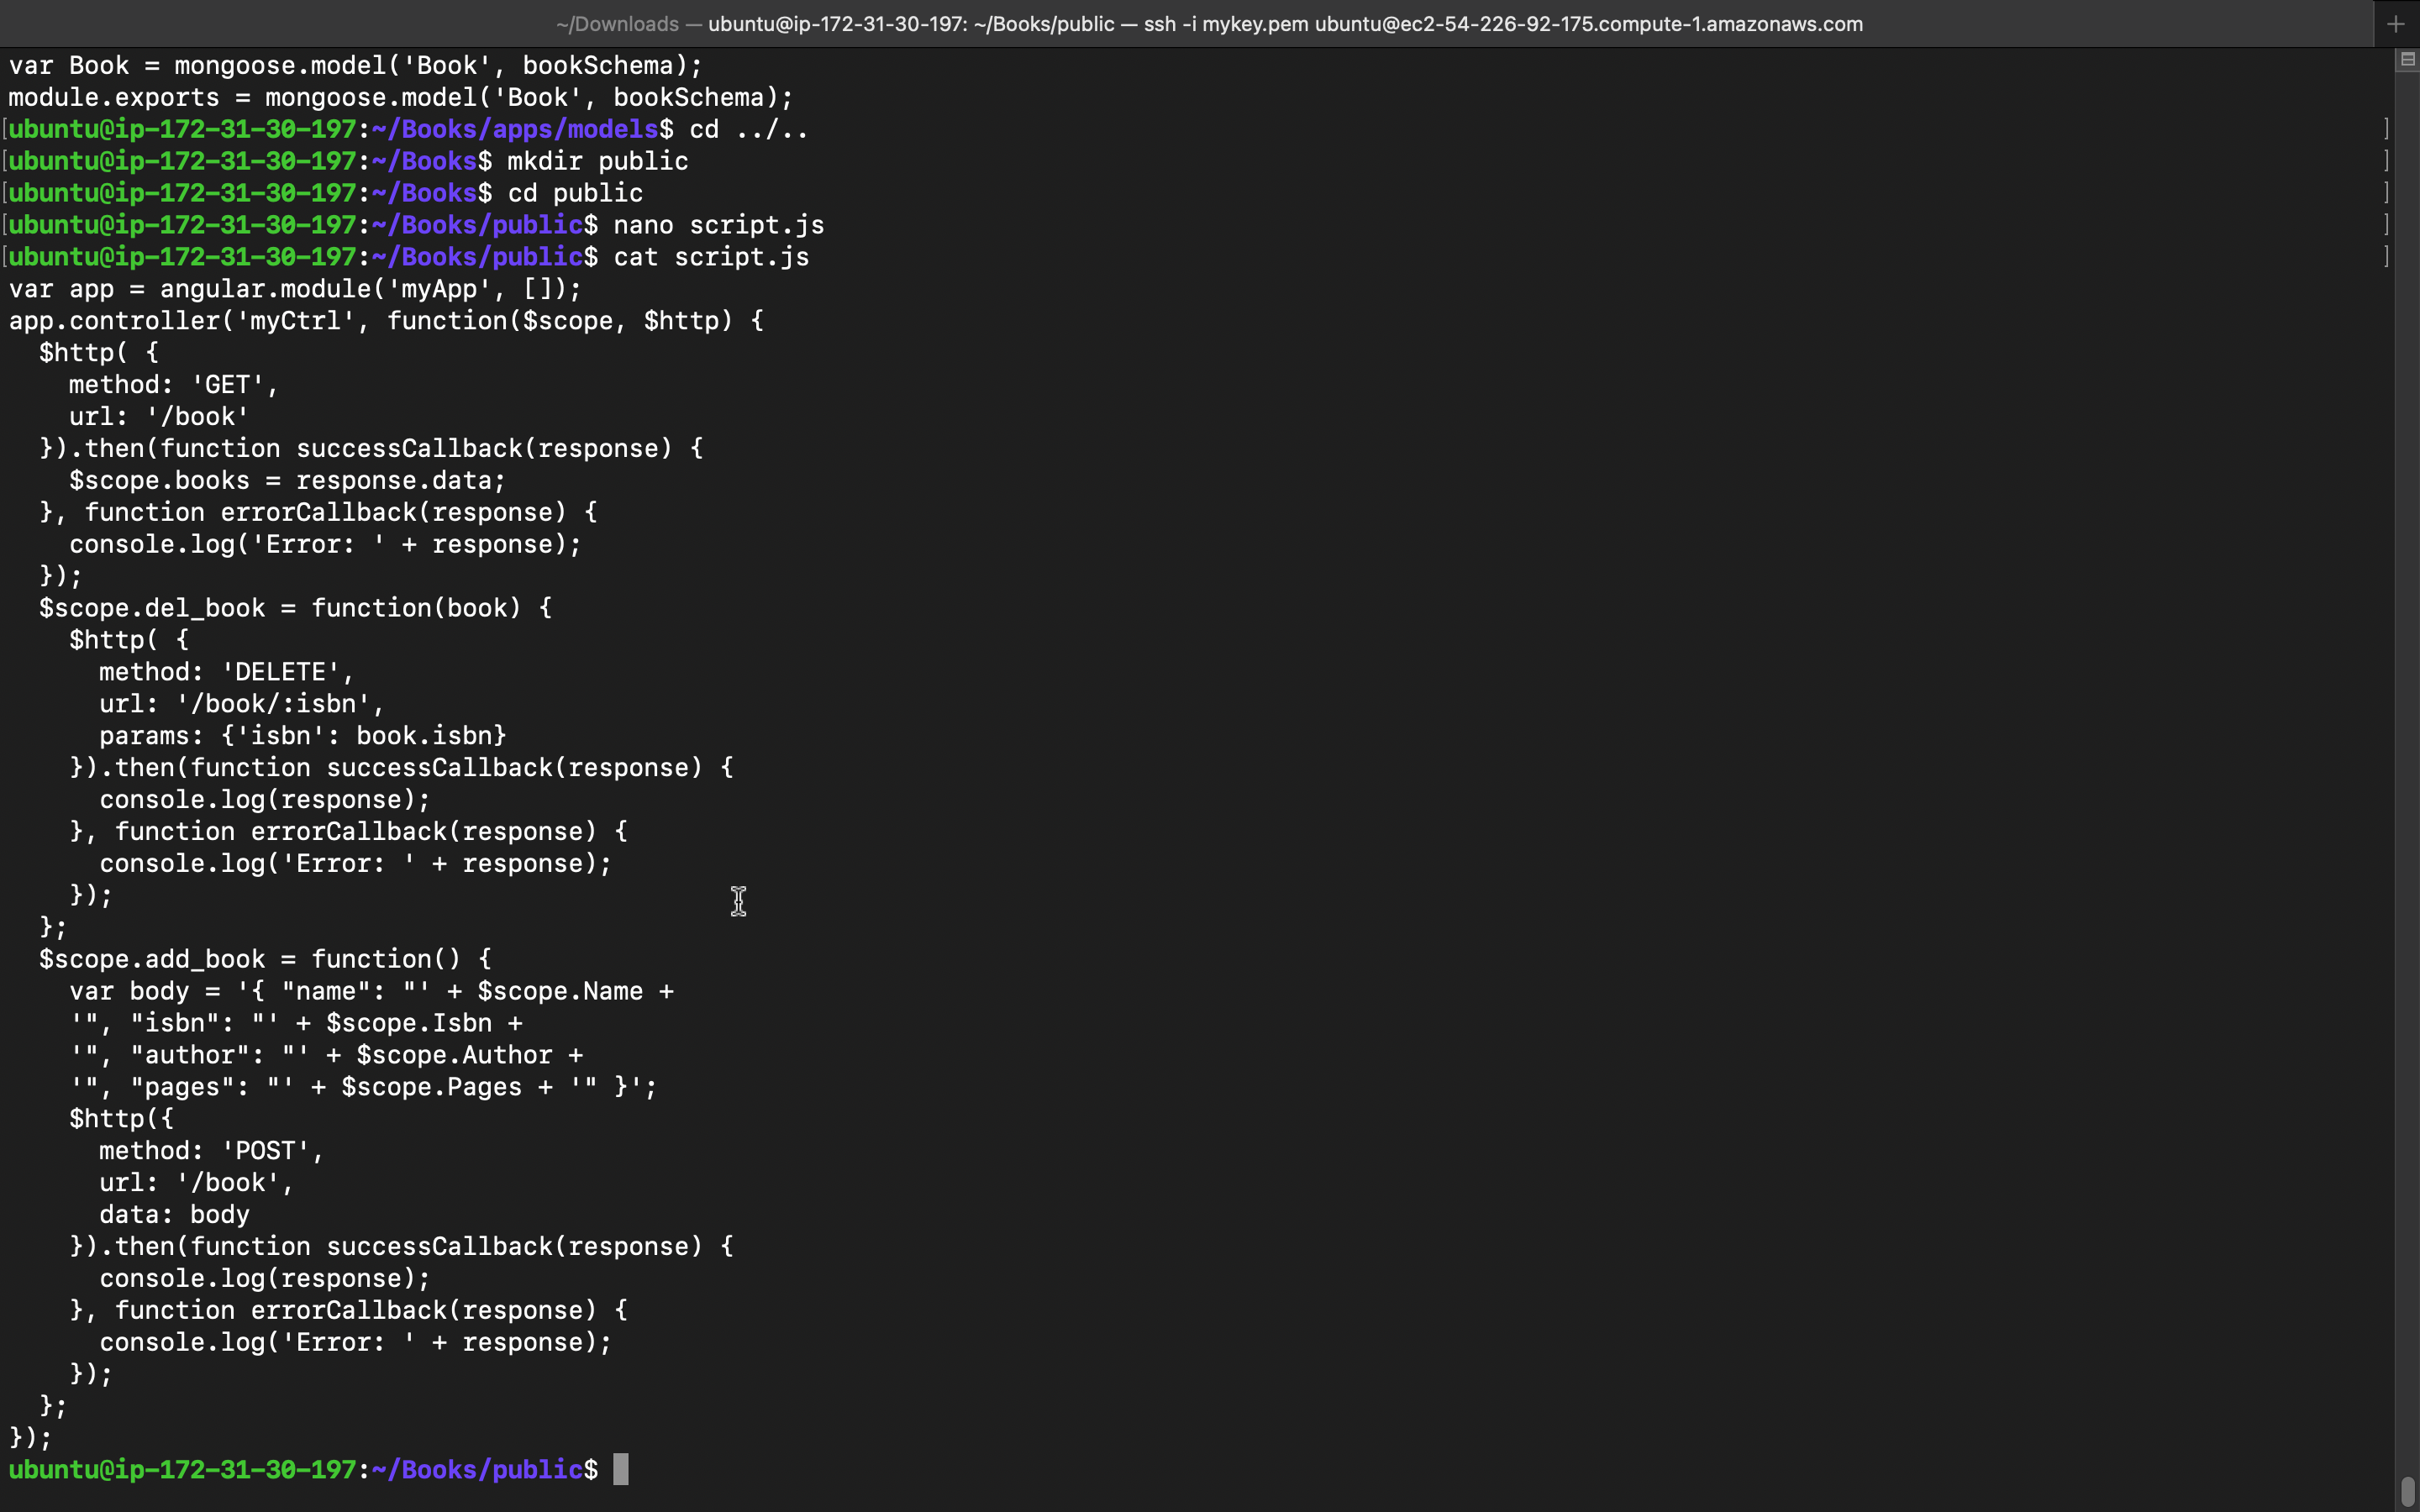 ~/Downloads — ubuntu@ip-172-31-30-197: ~/Books/public — ssh -i mykey.pem ubuntu@ec2-54-226-92-175.compute-1.amazonaws.com
var Book = mongoose.model('Book', bookSchema);
module.exports = mongoose.model('Book', bookSchema);
[ubuntu@ip-172-31-30-197:~/Books/apps/models$ cd ../.. ]
[ubuntu@ip-172-31-30-197:~/Books$ mkdir public ]
[ubuntu@ip-172-31-30-197:~/Books$ cd public ]
[ubuntu@ip-172-31-30-197:~/Books/public$ nano script.js ]
[ubuntu@ip-172-31-30-197:~/Books/public$ cat script.js ]
var app = angular.module('myApp', []);
app.controller('myCtrl', function($scope, $http) {
  $http( {
    method: 'GET',
    url: '/book'
  }).then(function successCallback(response) {
    $scope.books = response.data;
  }, function errorCallback(response) {
    console.log('Error: ' + response);
  });
  $scope.del_book = function(book) {
    $http( {
      method: 'DELETE',
      url: '/book/:isbn',
      params: {'isbn': book.isbn}
    }).then(function successCallback(response) {
      console.log(response);
    }, function errorCallback(response) {
      console.log('Error: ' + response);
    });
  };
  $scope.add_book = function() {
    var body = '{ "name": "' + $scope.Name +
    '", "isbn": "' + $scope.Isbn +
    '", "author": "' + $scope.Author +
    '", "pages": "' + $scope.Pages + '" }';
    $http({
      method: 'POST',
      url: '/book',
      data: body
    }).then(function successCallback(response) {
      console.log(response);
    }, function errorCallback(response) {
      console.log('Error: ' + response);
    });
  };
});
ubuntu@ip-172-31-30-197:~/Books/public$